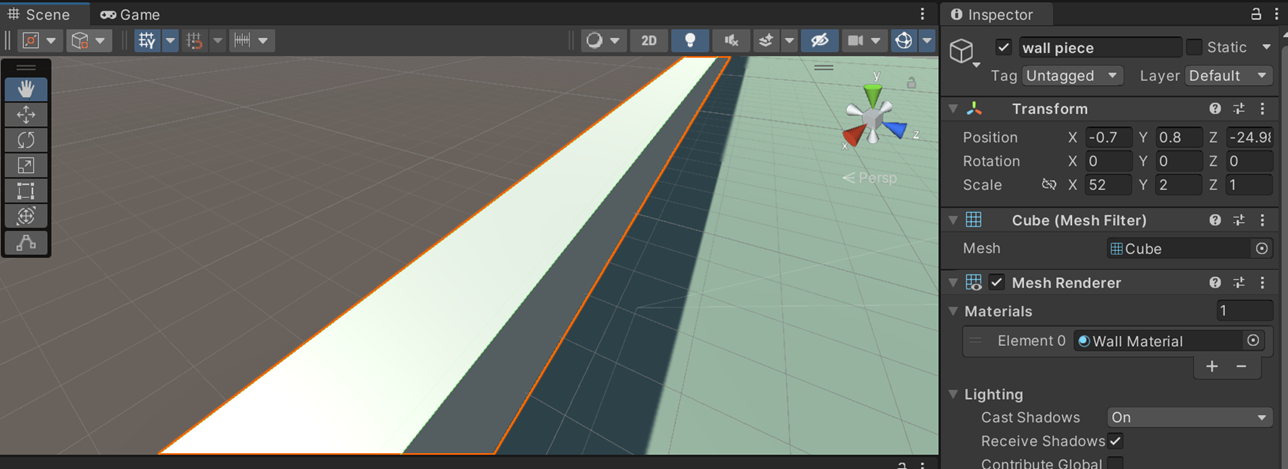 Scene Game
Inspector
2D
wall piece Static
Tag Untagged Layer Default
y
z
x
Persp
Transform
Position X -0.7 Y 0.8 Z -24.98
Rotation X 0 Y 0 Z 0
Scale X 52 Y 2 Z 1
Cube (Mesh Filter)
Mesh Cube
Mesh Renderer
Materials 1
Element 0 Wall Material
Lighting
Cast Shadows On
Receive Shadows
Contribute Global